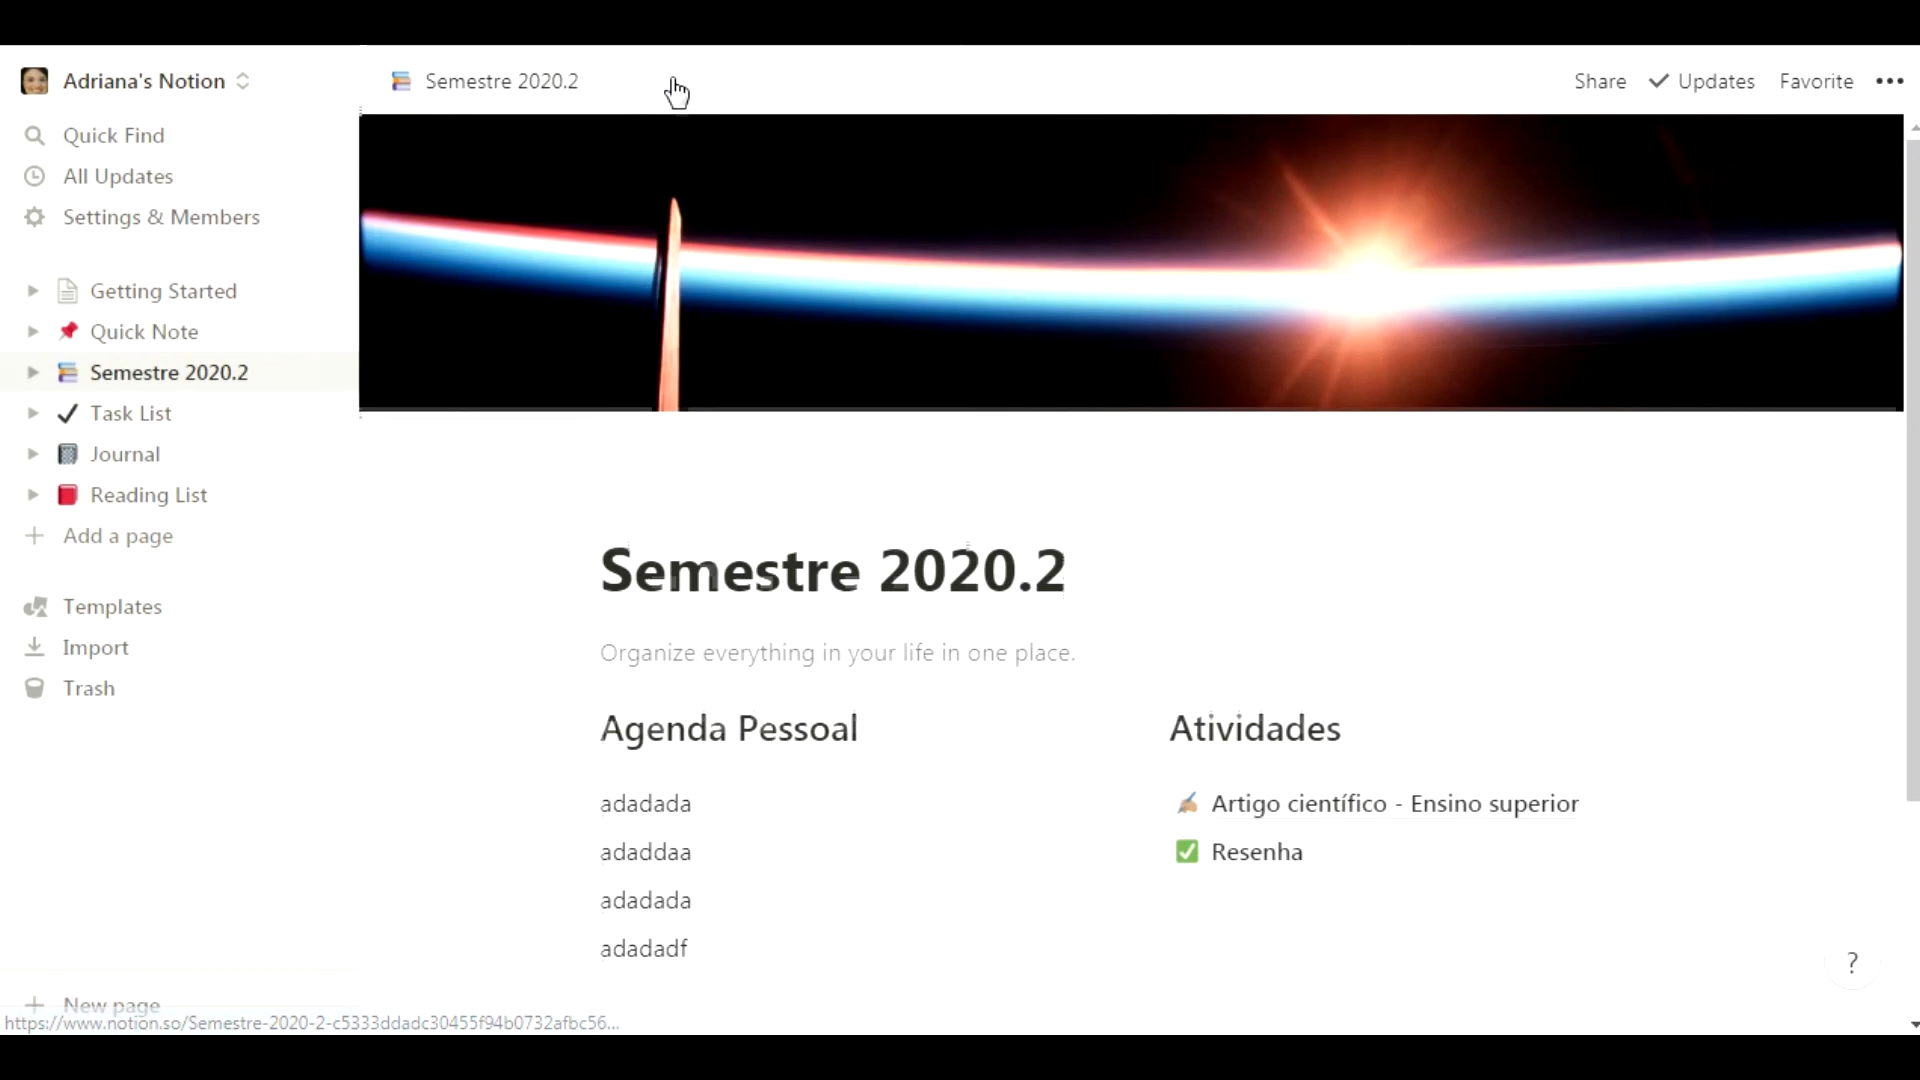 Adriana's Notion
Semestre 2020.2
Share
Updates
Favorite
Quick Find
All Updates
Settings & Members
Getting Started
Quick Note
Semestre 2020.2
Task List
Journal
Reading List
Add a page
Templates
Import
Trash
New page
Semestre 2020.2
Organize everything in your life in one place.
Agenda Pessoal
adadada
adaddaa
adadada
adadadf
Atividades
Artigo científico - Ensino superior
Resenha
?
https://www.notion.so/Semestre-2020-2-c5333ddadc30455f94b0732afbc56...